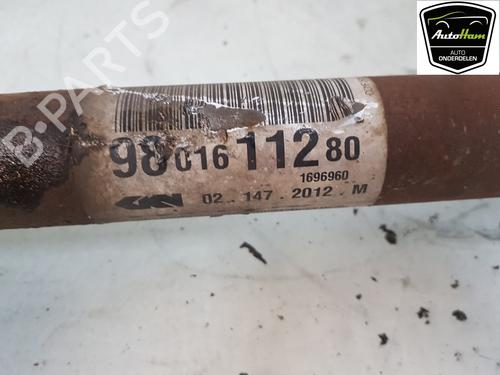 AutoHam
AUTO
ONDERDELEN
B-PARTS
98 016 112 80
1696960
GKN 02 . 147 . 2012 . M